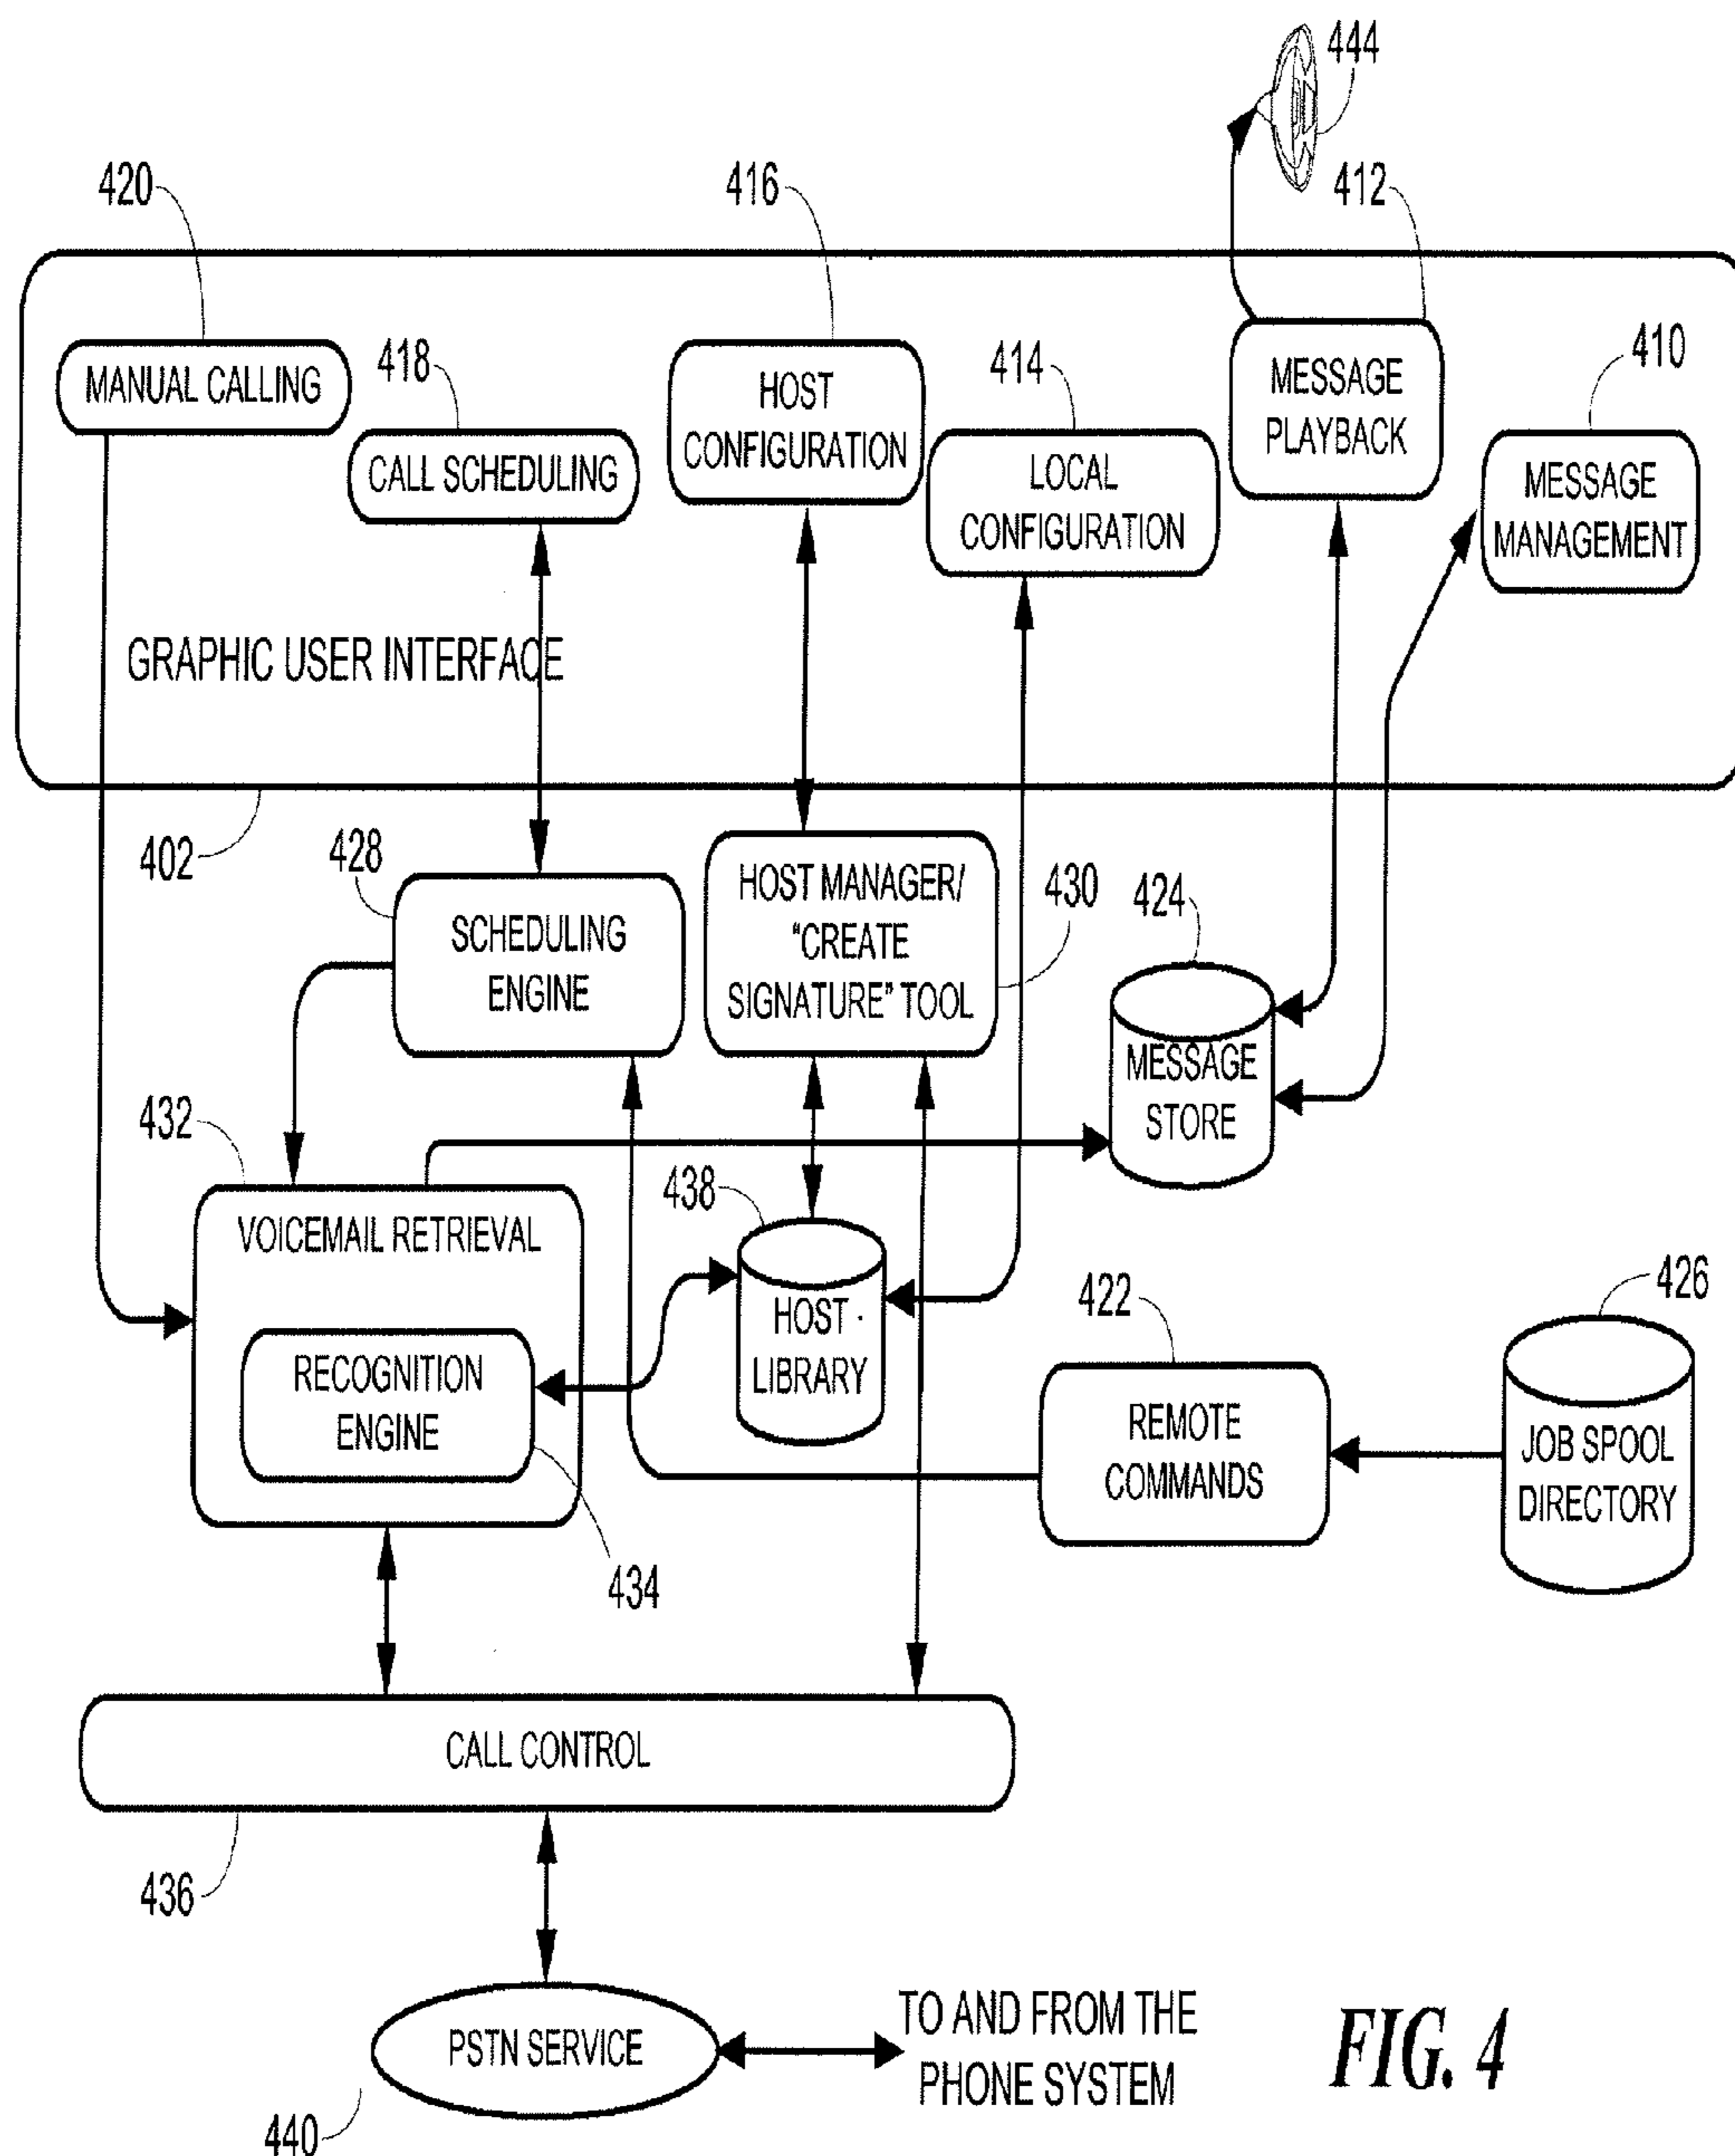 444
420
416
412
MANUAL CALLING
418
HOST
CONFIGURATION
414
MESSAGE
PLAYBACK
410
CALL SCHEDULING
LOCAL
CONFIGURATION
MESSAGE
MANAGEMENT
GRAPHIC USER INTERFACE
402
428
SCHEDULING
ENGINE
HOST MANAGER/
"CREATE
SIGNATURE" TOOL
430
424
MESSAGE
STORE
432
VOICEMAIL RETRIEVAL
438
HOST
LIBRARY
422
426
RECOGNITION
ENGINE
REMOTE
COMMANDS
JOB SPOOL
DIRECTORY
434
CALL CONTROL
436
PSTN SERVICE
TO AND FROM THE
PHONE SYSTEM
440
FIG. 4